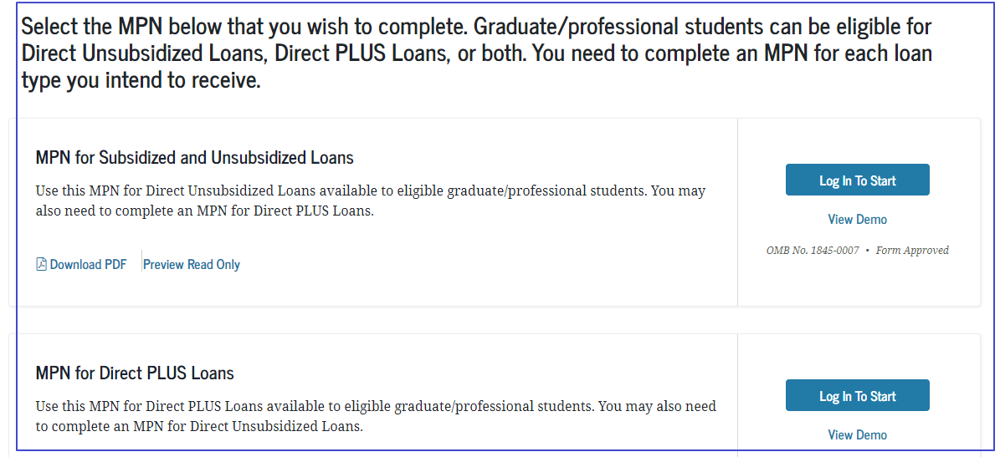 Select the MPN below that you wish to complete. Graduate/professional students can be eligible for
Direct Unsubsidized Loans, Direct PLUS Loans, or both. You need to complete an MPN for each loan
type you intend to receive.
MPN for Subsidized and Unsubsidized Loans
Use this MPN for Direct Unsubsidized Loans available to eligible graduate/professional students. You may
also need to complete an MPN for Direct PLUS Loans.
Download PDF Preview Read Only
Log In To Start
View Demo
OMB No. 1845-0007 • Form Approved
MPN for Direct PLUS Loans
Use this MPN for Direct PLUS Loans available to eligible graduate/professional students. You may also need
to complete an MPN for Direct Unsubsidized Loans.
Log In To Start
View Demo